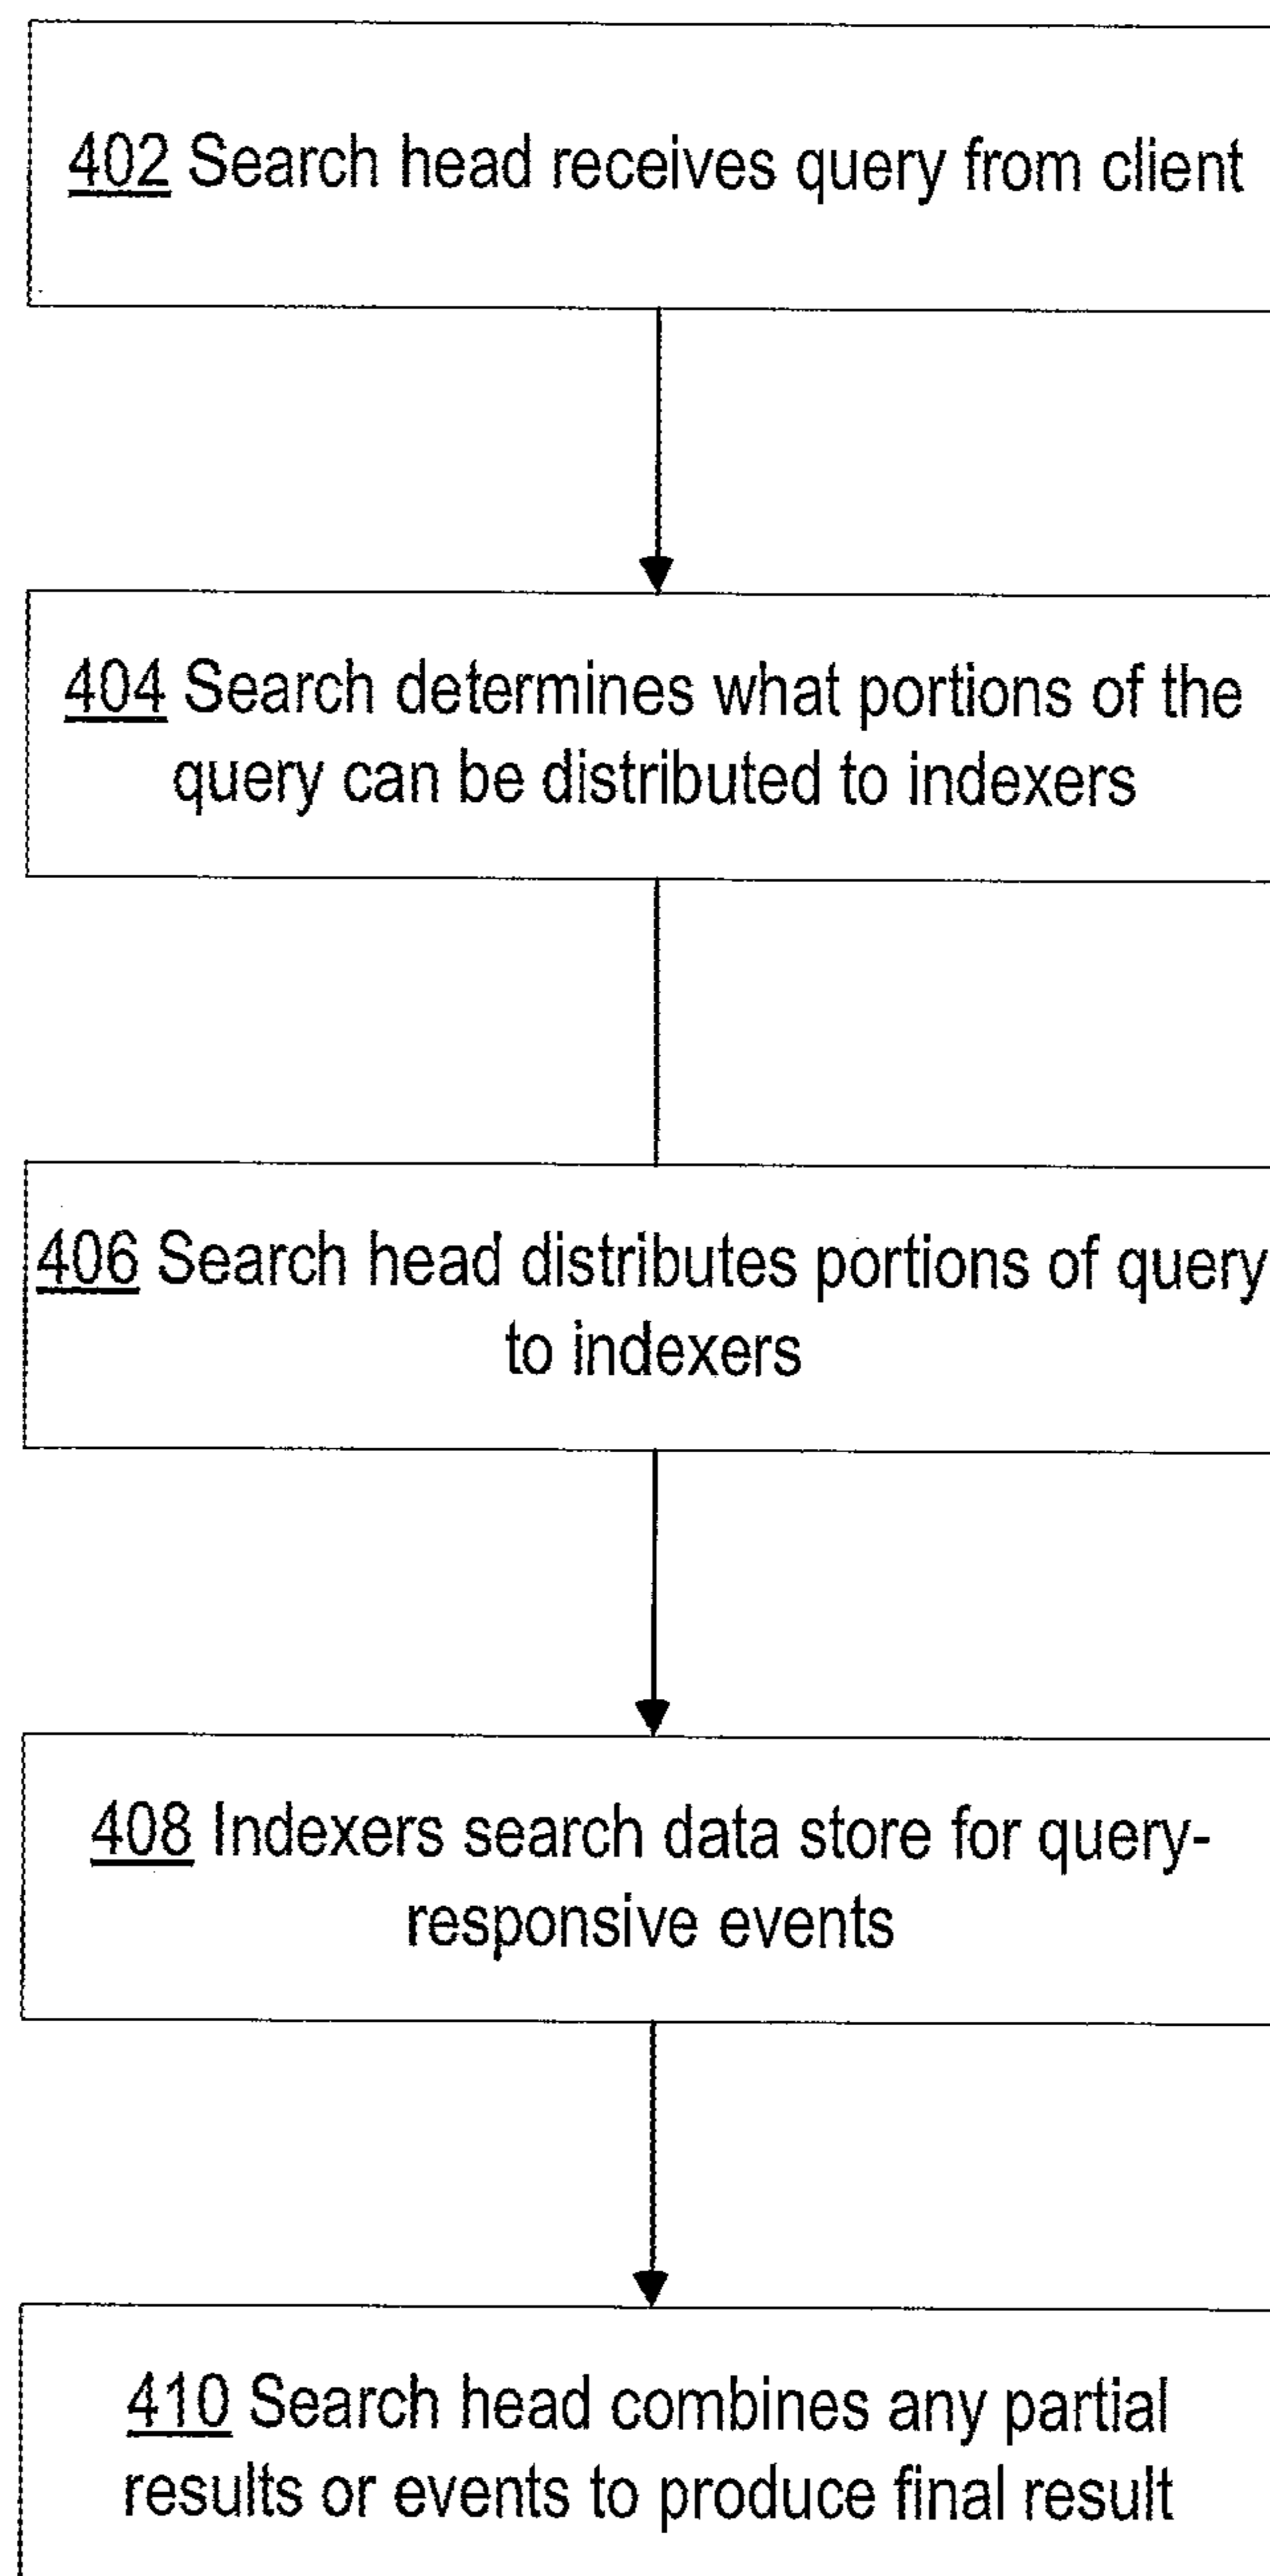 402 Search head receives query from client
404 Search determines what portions of the
query can be distributed to indexers
406 Search head distributes portions of query
to indexers
408 Indexers search data store for query-
responsive events
410 Search head combines any partial
results or events to produce final result